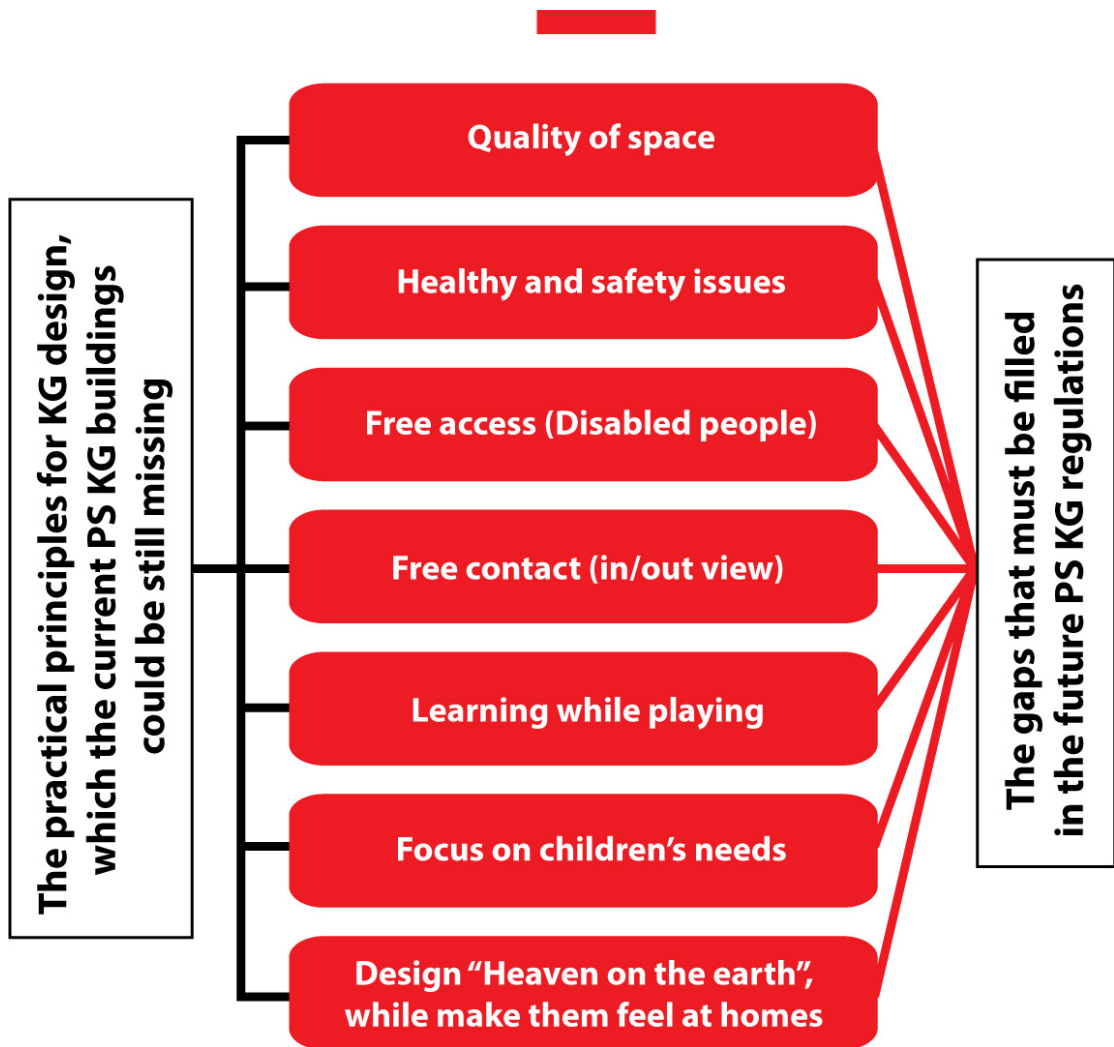 The practical principles for KG design,
which the current PS KG buildings
could be still missing
Quality of space
Healthy and safety issues
Free access (Disabled people)
Free contact (in/out view)
Learning while playing
Focus on children’s needs
Design “Heaven on the earth”,
while make them feel at homes
The gaps that must be filled
in the future PS KG regulations